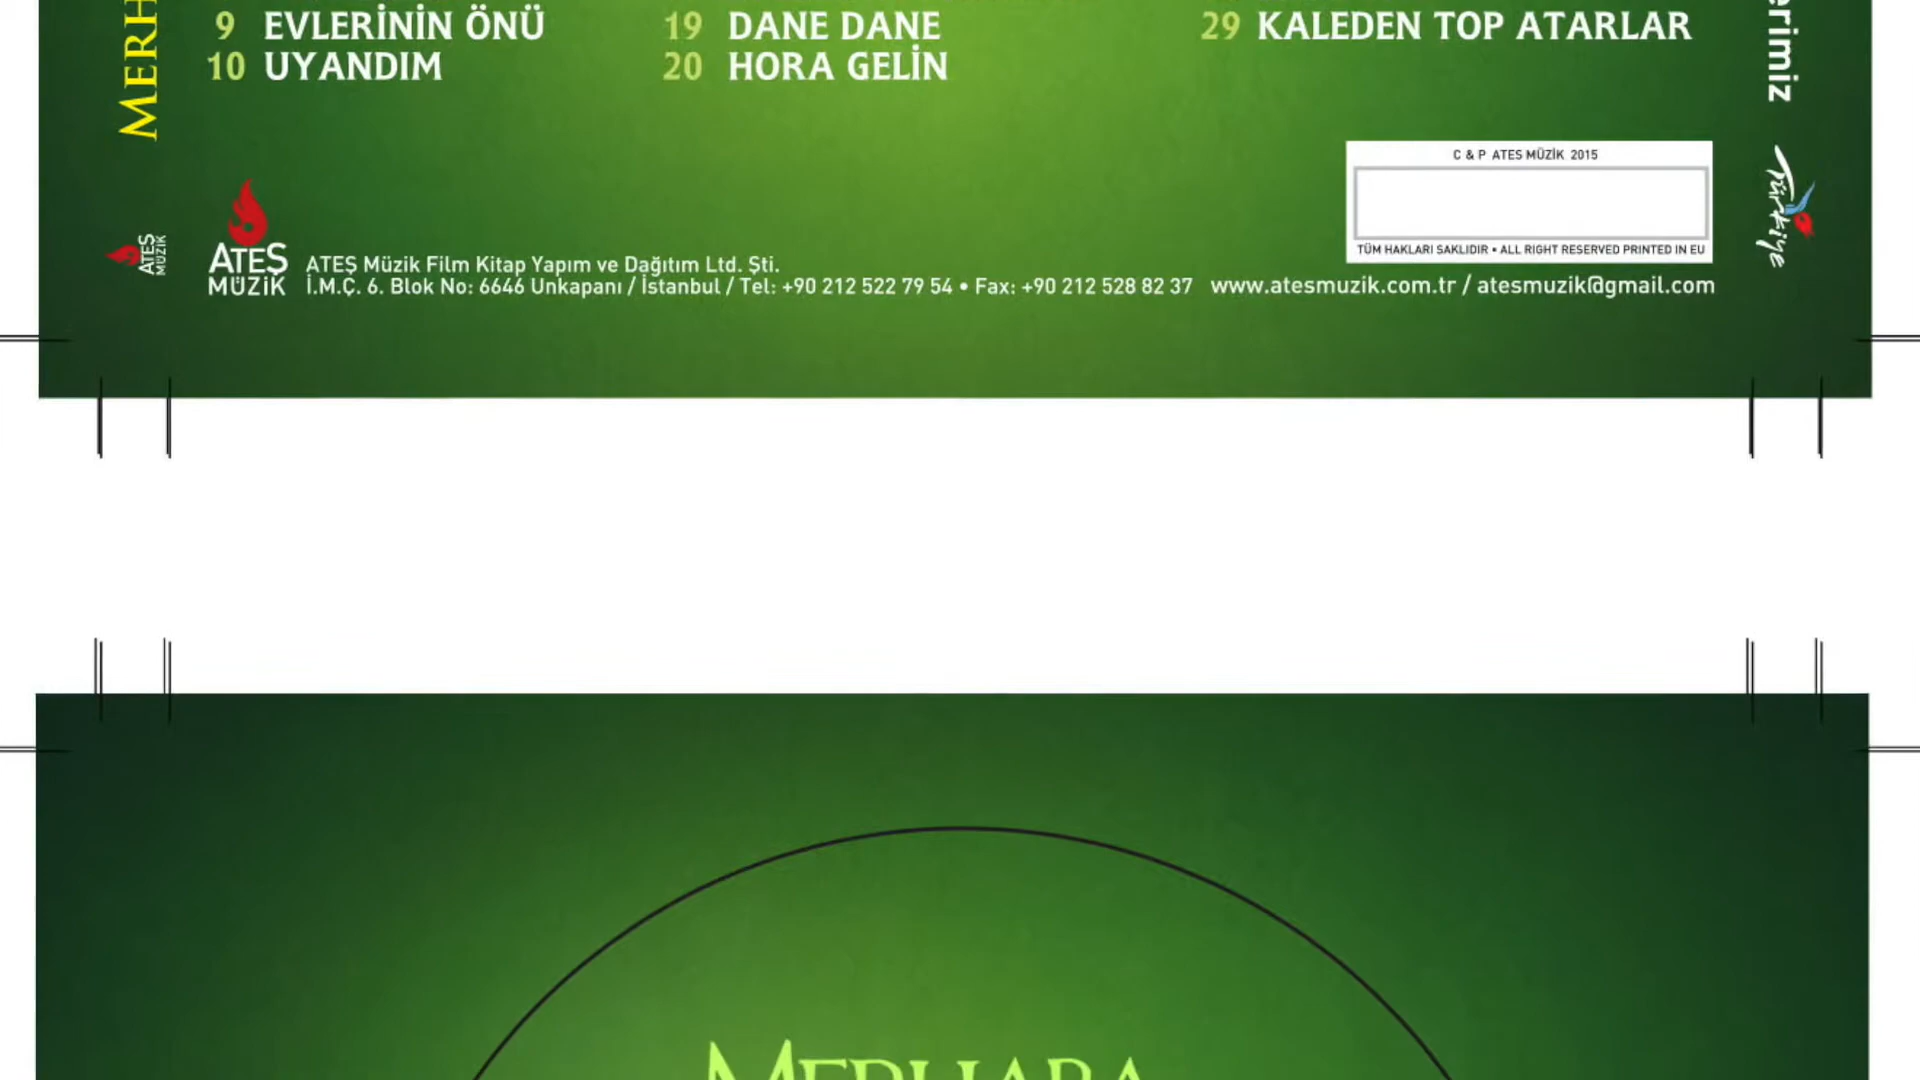 9 EVLERİNİN ÖNÜ
10 UYANDIM
19 DANE DANE
20 HORA GELİN
29 KALEDEN TOP ATARLAR
MERH
erimiz
Türkiye
C & P ATES MÜZİK 2015
TÜM HAKLARI SAKLIDIR • ALL RIGHT RESERVED PRINTED IN EU
ATEŞ
MÜZİK
ATEŞ
MÜZİK
ATEŞ Müzik Film Kitap Yapım ve Dağıtım Ltd. Şti.
İ.M.Ç. 6. Blok No: 6646 Unkapanı / İstanbul / Tel: +90 212 522 79 54 • Fax: +90 212 528 82 37 www.atesmuzik.com.tr / atesmuzik@gmail.com
MERHABA